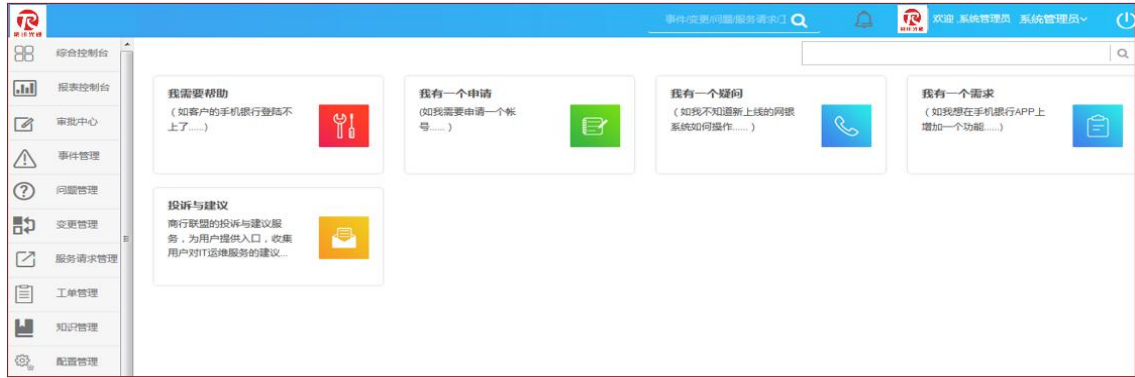 事件/变更/问题/服务请求/工
欢迎,系统管理员 系统管理员
综合控制台
报表控制台
审批中心
事件管理
问题管理
变更管理
服务请求管理
工单管理
知识管理
配置管理
我需要帮助
(如客户的手机银行登陆不
上了......)
我有一个申请
(如我需要申请一个帐
号...... )
我有一个疑问
(如我不知道新上线的网银
系统如何操作...... )
我有一个需求
(如我想在手机银行APP上
增加一个功能.....)
投诉与建议
商行联盟的投诉与建议服
务,为用户提供入口,收集
用户对IT运维服务的建议...